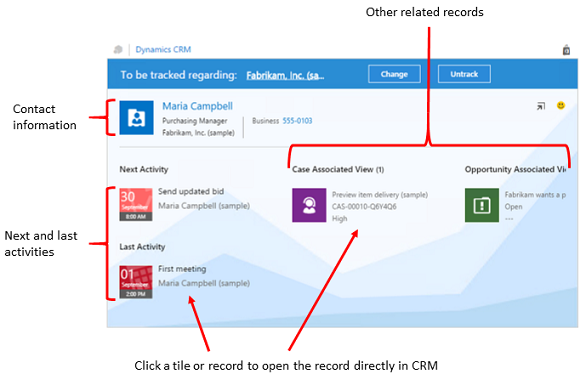 Other related records
Dynamics CRM
To be tracked regarding: Fabrikam, Inc. (sa...
Change
Untrack
Contact
information
Maria Campbell
Purchasing Manager
Fabrikam, Inc. (sample)
Business 555-0103
Next Activity
Case Associated View (1)
Opportunity Associated Vi
Next and last
activities
30
September
8:00 AM
Send updated bid
Maria Campbell (sample)
Preview item delivery (sample)
CAS-00010-Q6Y4Q6
High
Fabrikam wants a p
Open
---
Last Activity
01
September
2:00 PM
First meeting
Maria Campbell (sample)
Click a tile or record to open the record directly in CRM